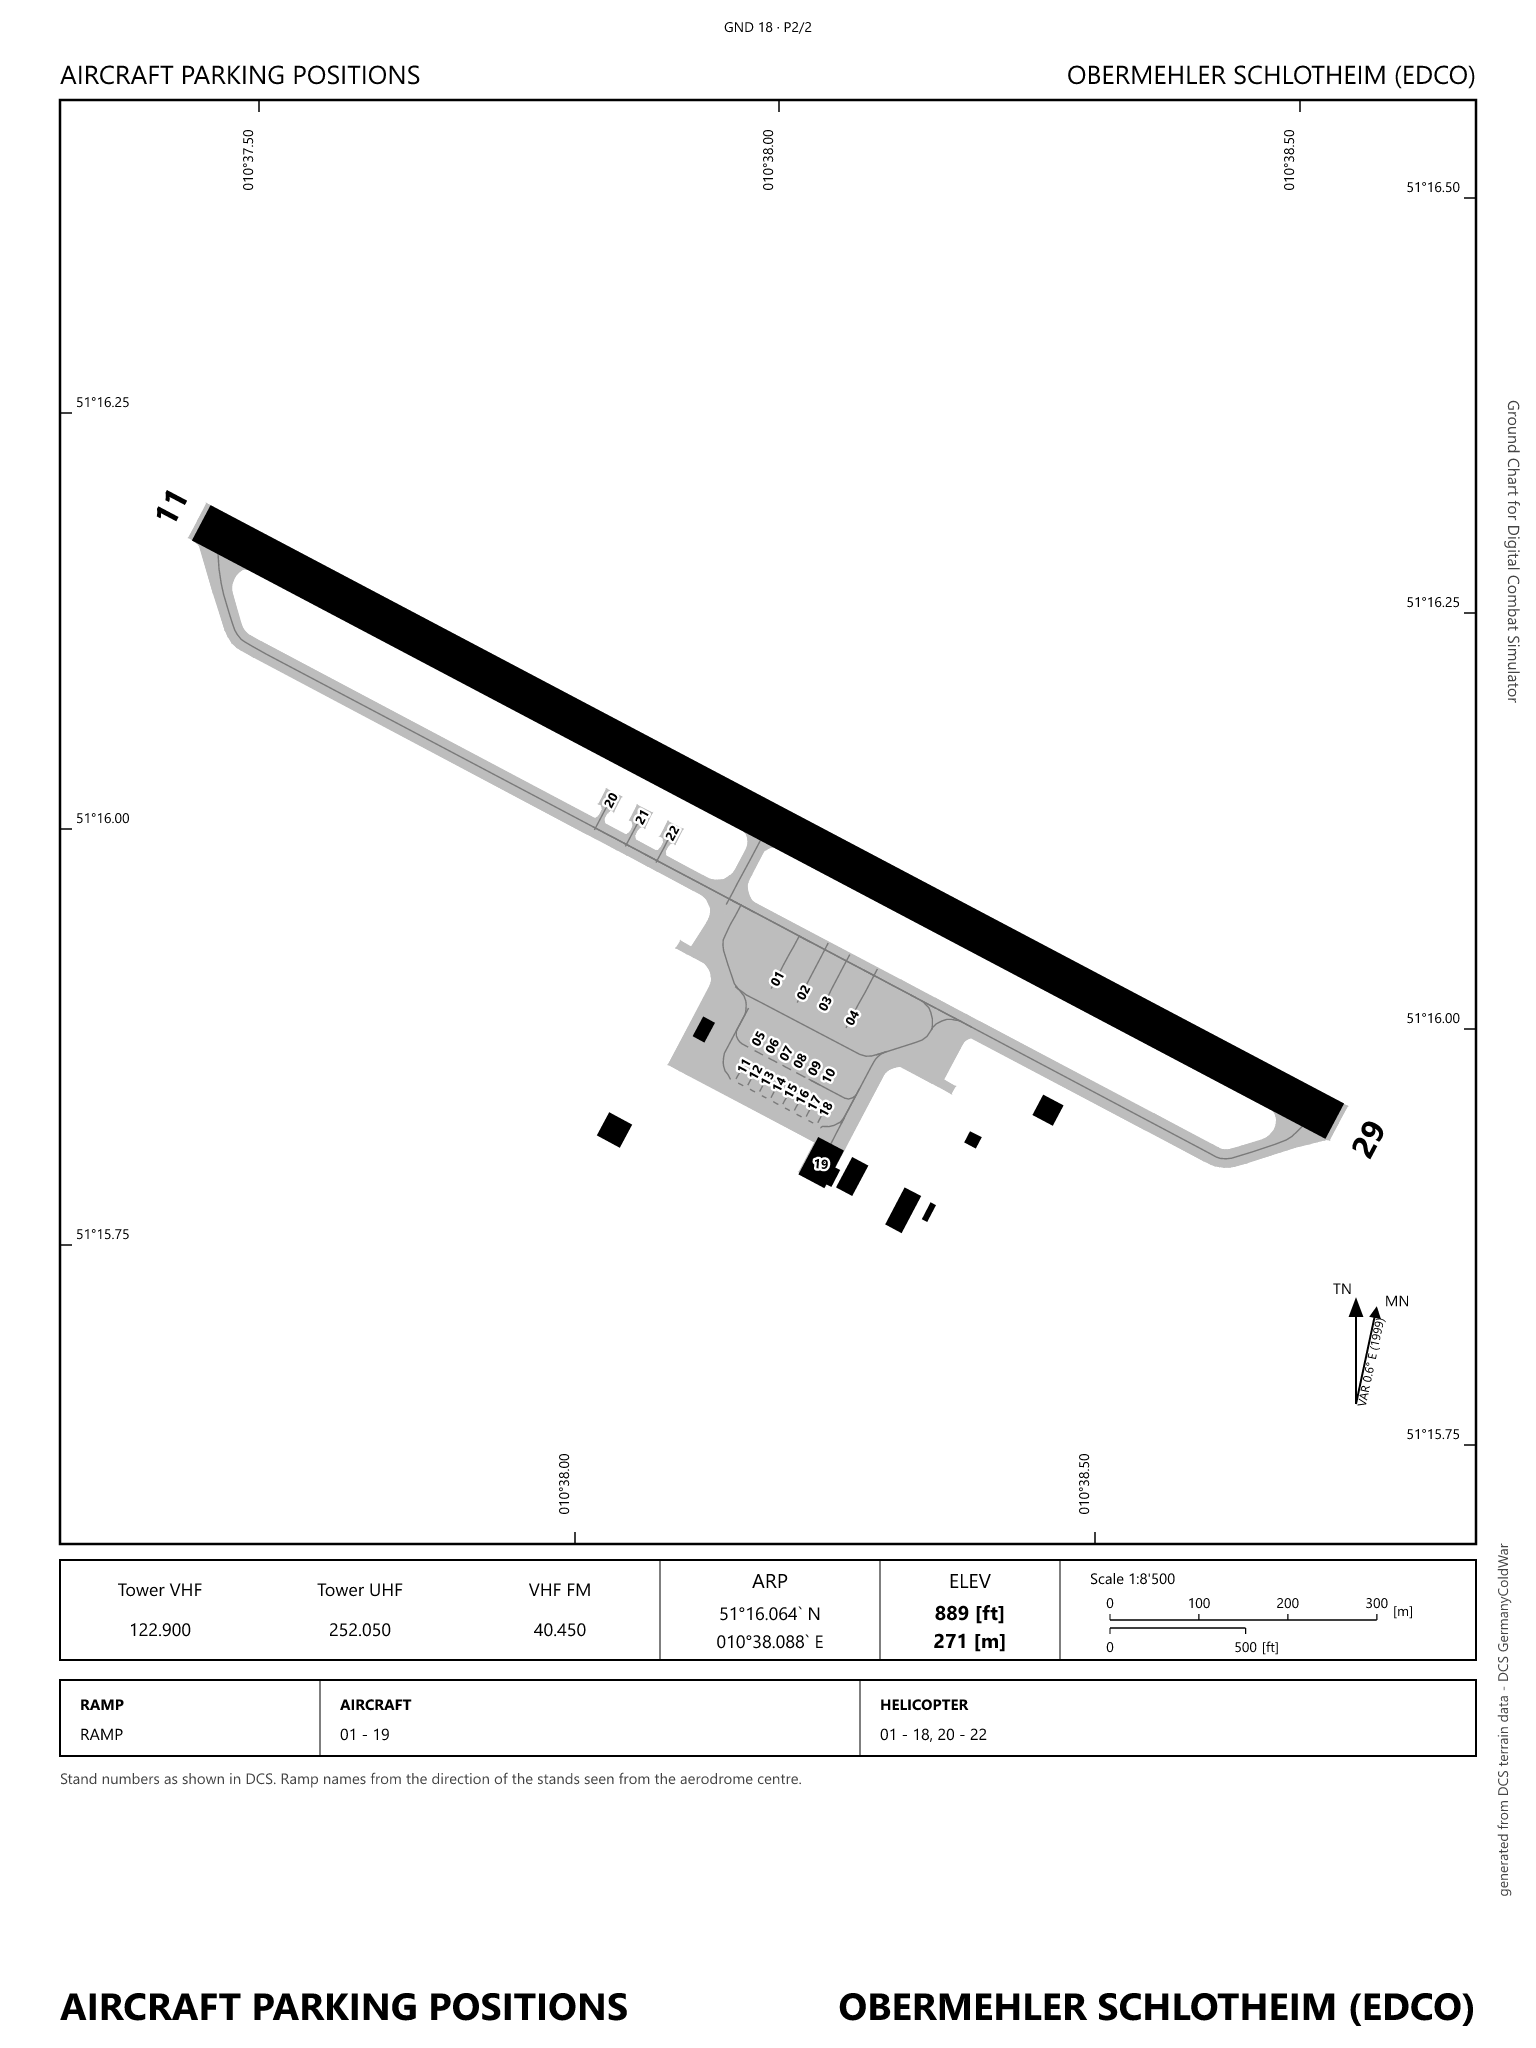 GND 18 · P2/2
AIRCRAFT PARKING POSITIONS
OBERMEHLER SCHLOTHEIM (EDCO)
010°37.50
010°38.00
010°38.50
51°16.50
51°16.25
51°16.25
11
20
21
22
51°16.00
01
02
03
04
51°16.00
05
06
07
08
09
10
11
12
13
14
15
16
17
18
19
29
51°15.75
TN
MN
VAR 0.6° E (1999)
51°15.75
010°38.00
010°38.50
Ground Chart for Digital Combat Simulator
generated from DCS terrain data - DCS GermanyColdWar
Tower VHF
122.900
Tower UHF
252.050
VHF FM
40.450
ARP
51°16.064` N
010°38.088` E
ELEV
889 [ft]
271 [m]
Scale 1:8'500
0 100 200 300 [m]
0 500 [ft]
RAMP AIRCRAFT HELICOPTER
RAMP 01 - 19 01 - 18, 20 - 22
Stand numbers as shown in DCS. Ramp names from the direction of the stands seen from the aerodrome centre.
AIRCRAFT PARKING POSITIONS
OBERMEHLER SCHLOTHEIM (EDCO)